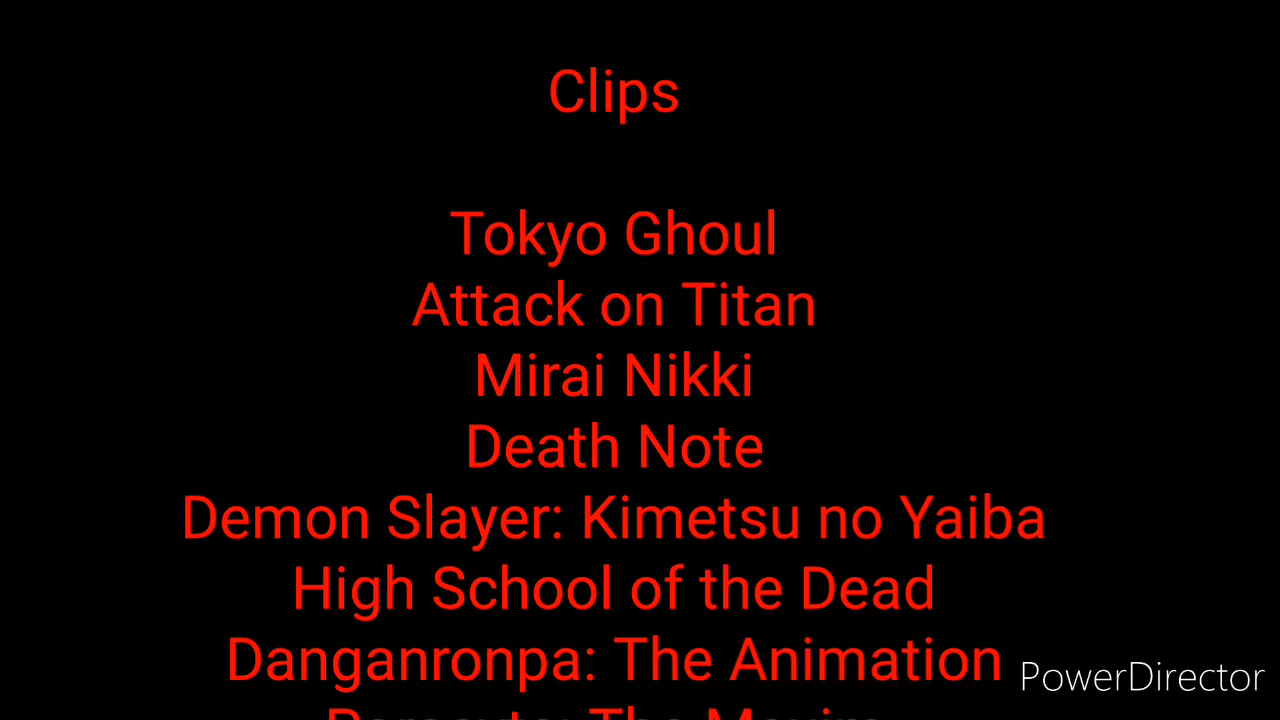 Clips
Tokyo Ghoul
Attack on Titan
Mirai Nikki
Death Note
Demon Slayer: Kimetsu no Yaiba
High School of the Dead
Danganronpa: The Animation
PowerDirector
The